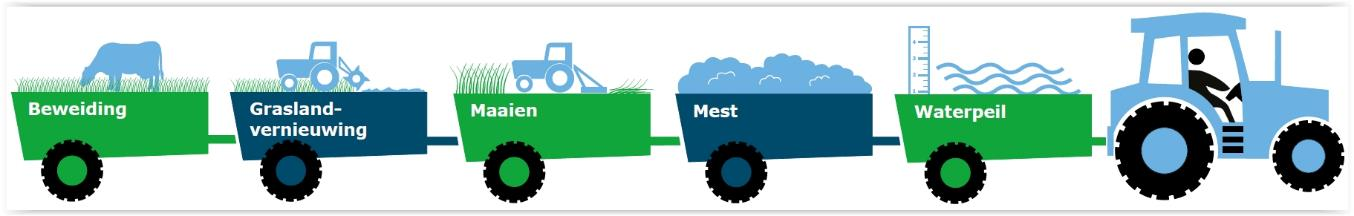 Beweiding
Grasland-
vernieuwing
Maaien
Mest
Waterpeil